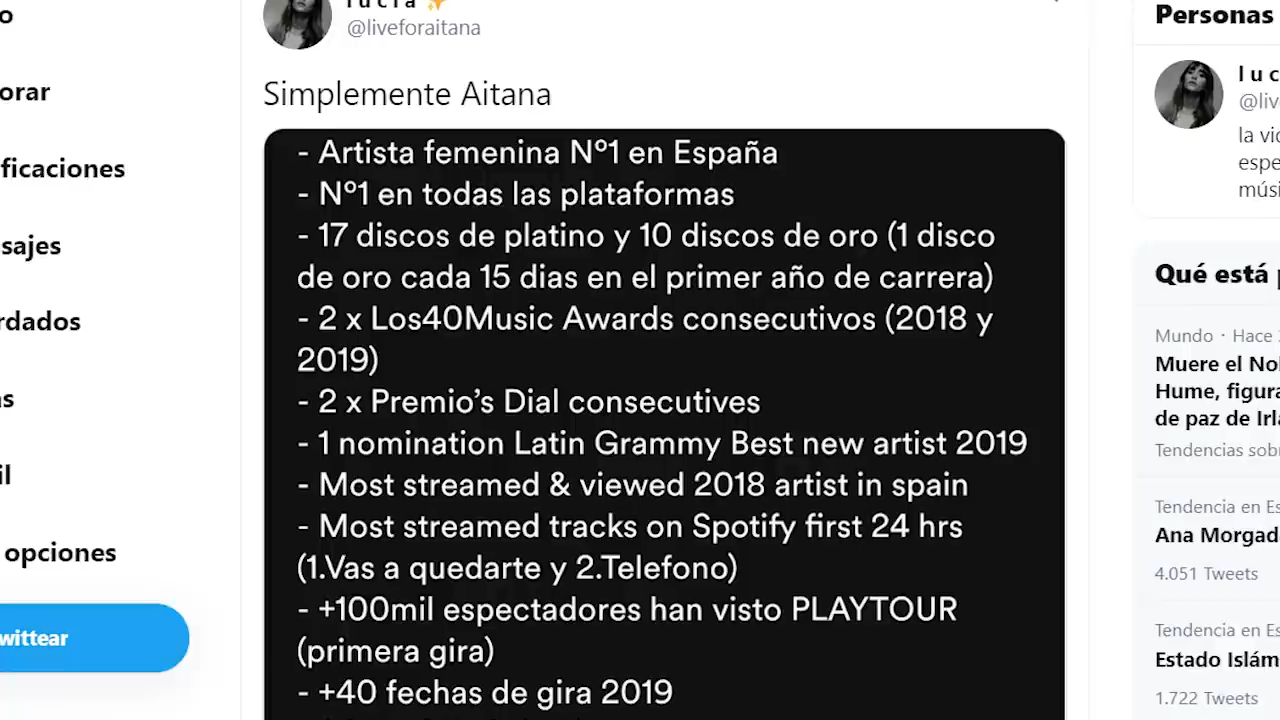 o
orar
ficaciones
sajes
rdados
as
il
opciones
wittear
l u c í a ✨
@liveforaitana
Simplemente Aitana
- Artista femenina Nº1 en España
- Nº1 en todas las plataformas
- 17 discos de platino y 10 discos de oro (1 disco
de oro cada 15 dias en el primer año de carrera)
- 2 x Los40Music Awards consecutivos (2018 y
2019)
- 2 x Premio’s Dial consecutives
- 1 nomination Latin Grammy Best new artist 2019
- Most streamed & viewed 2018 artist in spain
- Most streamed tracks on Spotify first 24 hrs
(1.Vas a quedarte y 2.Telefono)
- +100mil espectadores han visto PLAYTOUR
(primera gira)
- +40 fechas de gira 2019
Personas
l u c
@liv
la vid
espe
músi
Qué está p
Mundo · Hace
Muere el No
Hume, figura
de paz de Irla
Tendencias sob
Tendencia en Es
Ana Morgad
4.051 Tweets
Tendencia en Es
Estado Islám
1.722 Tweets